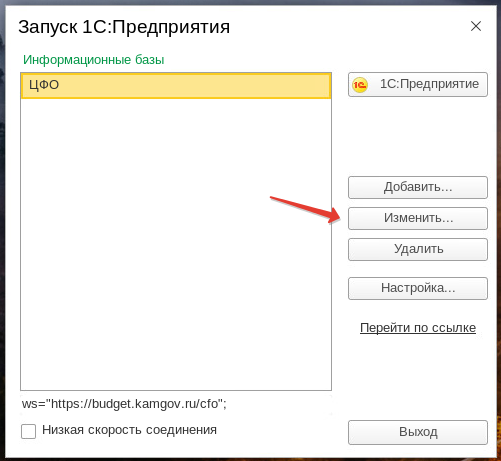 Запуск 1С:Предприятия
Информационные базы
ЦФО
1С:Предприятие
Добавить...
Изменить...
Удалить
Настройка...
Перейти по ссылке
ws="https://budget.kamgov.ru/cfo";
Низкая скорость соединения
Выход